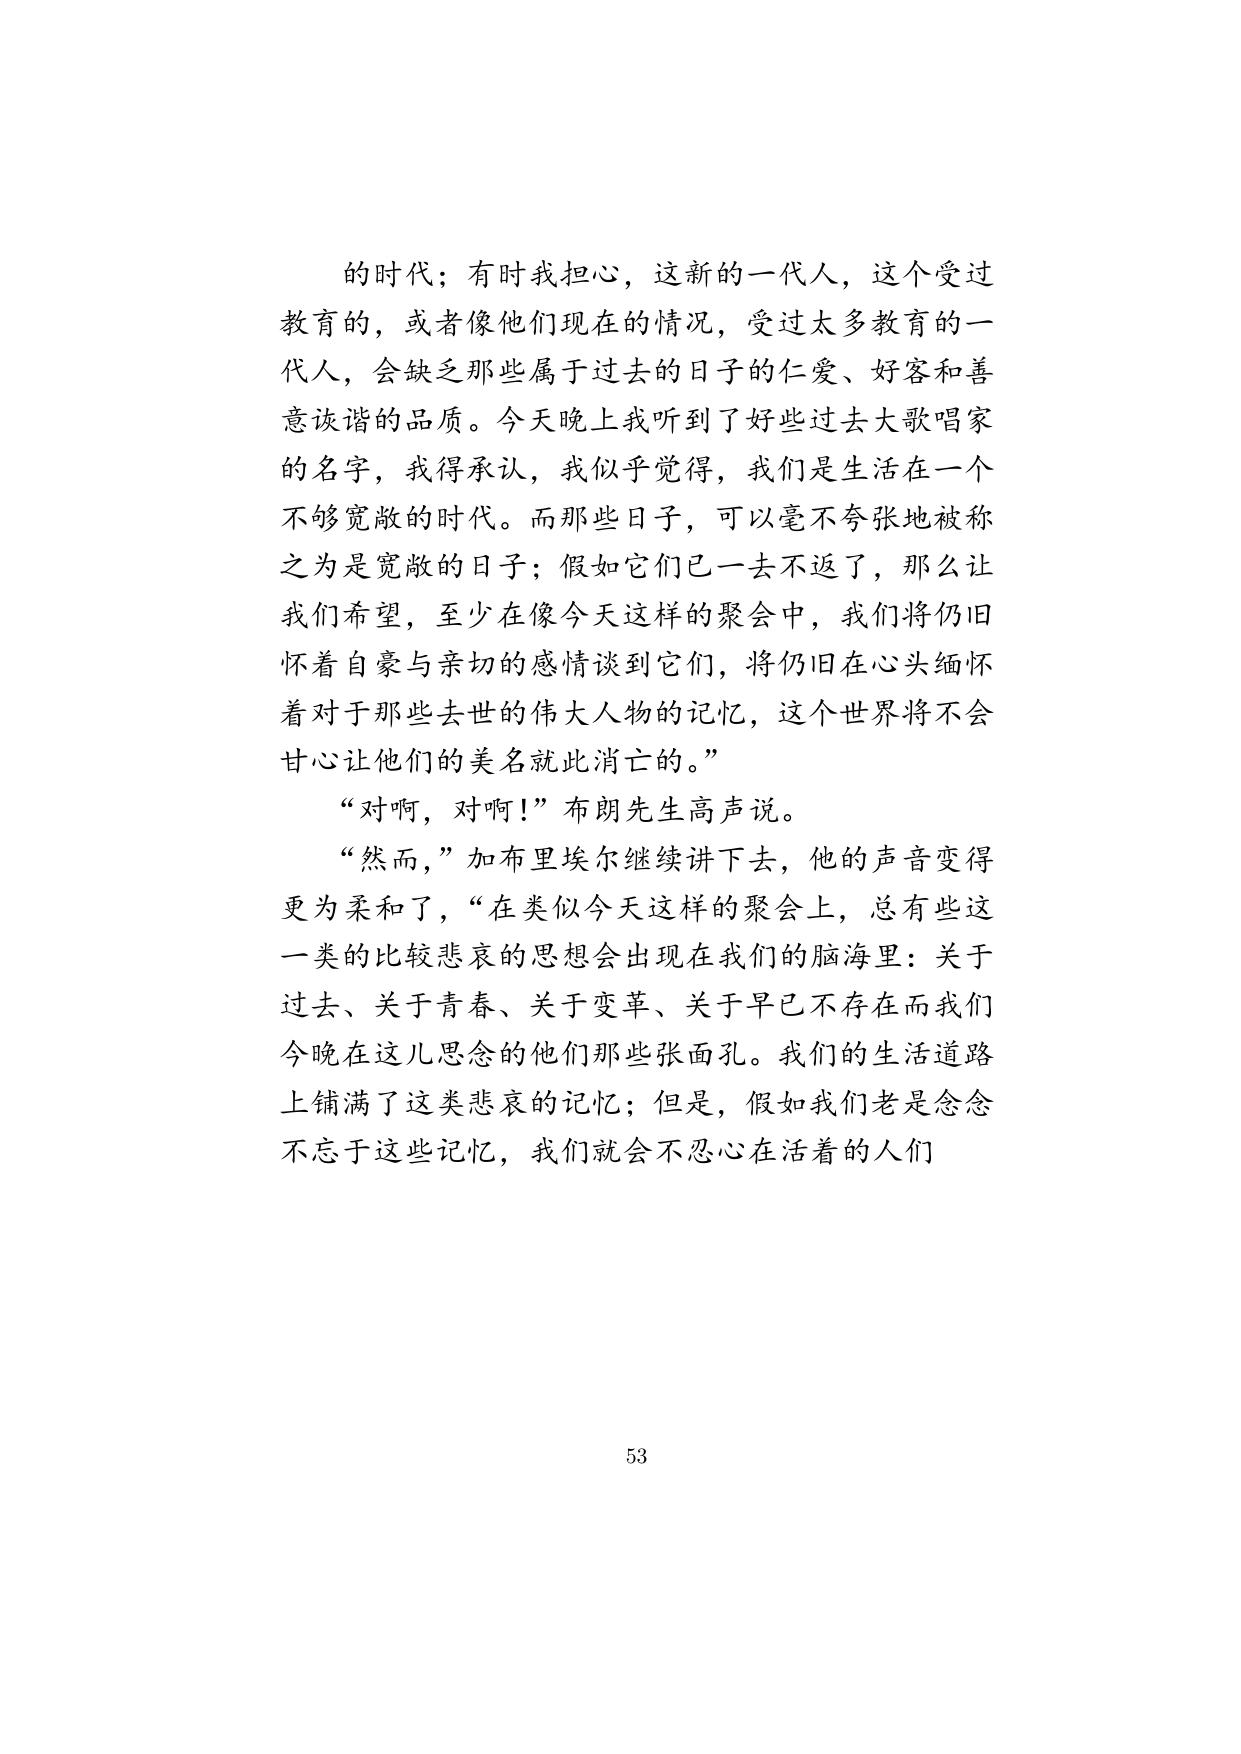 的时代；有时我担心，这新的一代人，这个受过
教育的，或者像他们现在的情况，受过太多教育的一
代人，会缺乏那些属于过去的日子的仁爱、好客和善
意诙谐的品质。今天晚上我听到了好些过去大歌唱家
的名字，我得承认，我似乎觉得，我们是生活在一个
不够宽敞的时代。而那些日子，可以毫不夸张地被称
之为是宽敞的日子；假如它们已一去不返了，那么让
我们希望，至少在像今天这样的聚会中，我们将仍旧
怀着自豪与亲切的感情谈到它们，将仍旧在心头缅怀
着对于那些去世的伟大人物的记忆，这个世界将不会
甘心让他们的美名就此消亡的。”
“对啊，对啊！”布朗先生高声说。
“然而，”加布里埃尔继续讲下去，他的声音变得
更为柔和了，“在类似今天这样的聚会上，总有些这
一类的比较悲哀的思想会出现在我们的脑海里：关于
过去、关于青春、关于变革、关于早已不存在而我们
今晚在这儿思念的他们那些张面孔。我们的生活道路
上铺满了这类悲哀的记忆；但是，假如我们老是念念
不忘于这些记忆，我们就会不忍心在活着的人们
53